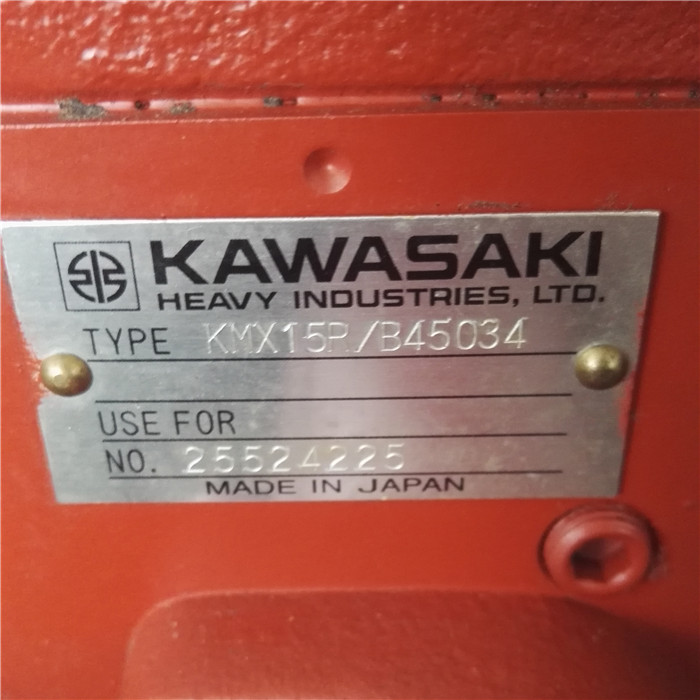 KAWASAKI
HEAVY INDUSTRIES, LTD.
TYPE KMX15R/B45034
USE FOR
NO. 25524225
MADE IN JAPAN